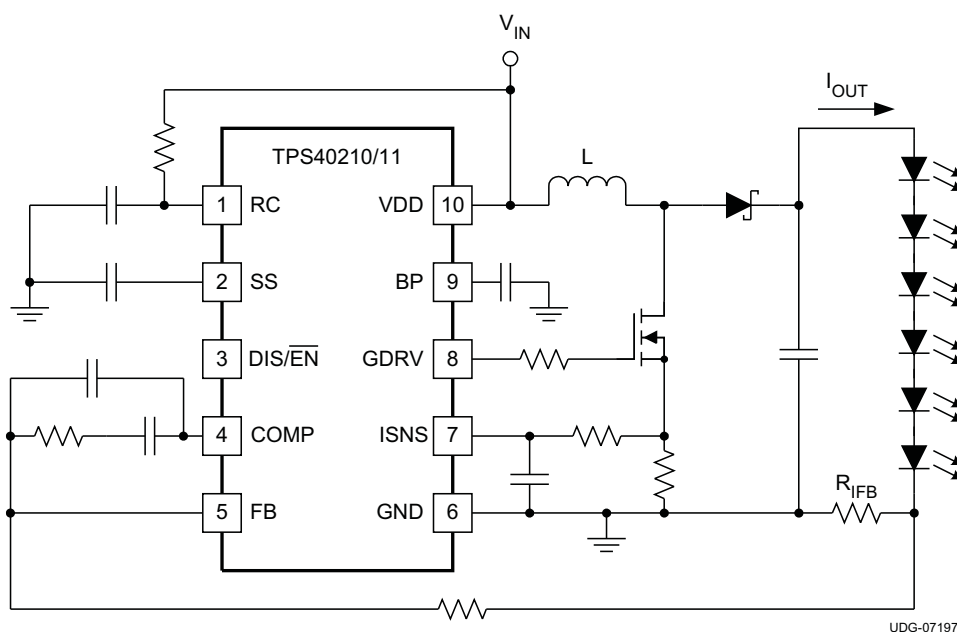 V_IN
I_OUT
TPS40210/11
L
1 RC
VDD 10
2 SS
BP 9
3 DIS/E̅N̅
GDRV 8
4 COMP
ISNS 7
5 FB
GND 6
R_IFB
UDG-07197